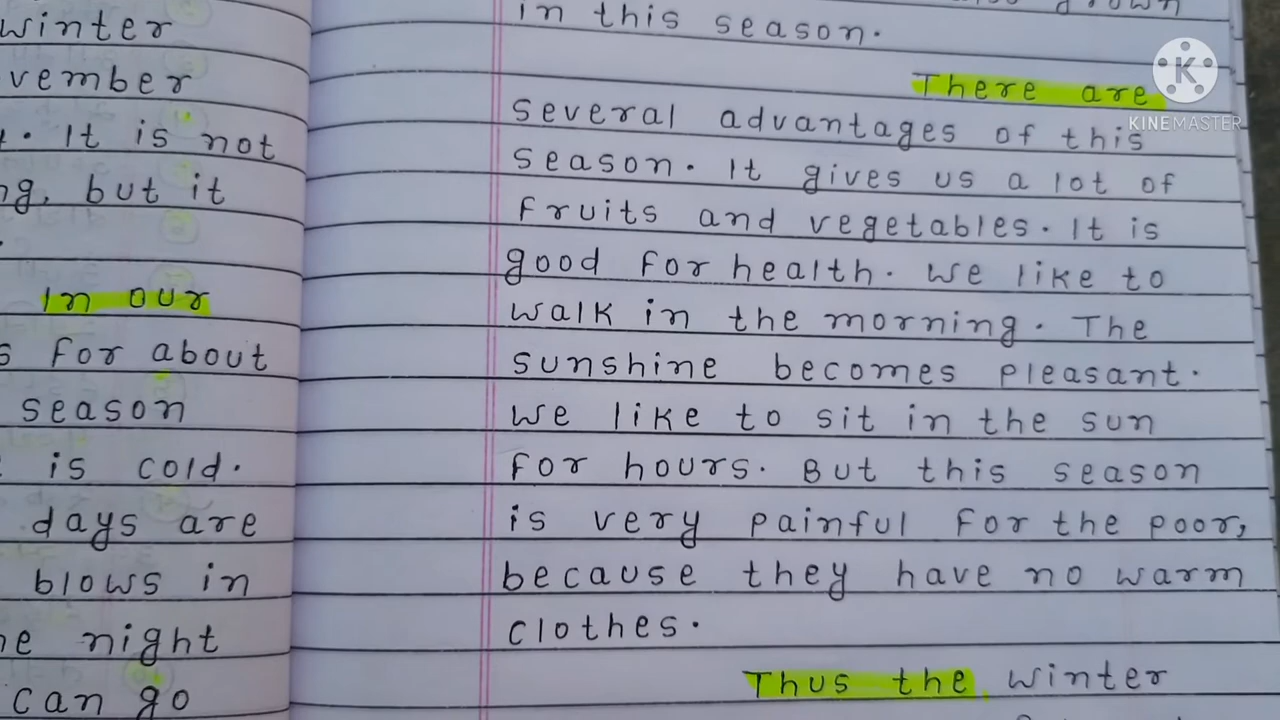 winter
vember
It is not
but it
In our
for about
season
is cold.
days are
blows in
night
can go
in this season.
There are
several advantages of this
season. It gives us a lot of
fruits and vegetables. It is
good for health. We like to
walk in the morning. The
sunshine becomes pleasant.
We like to sit in the sun
for hours. But this season
is very painful for the poor,
because they have no warm
clothes.
Thus the winter
K
KINEMASTER